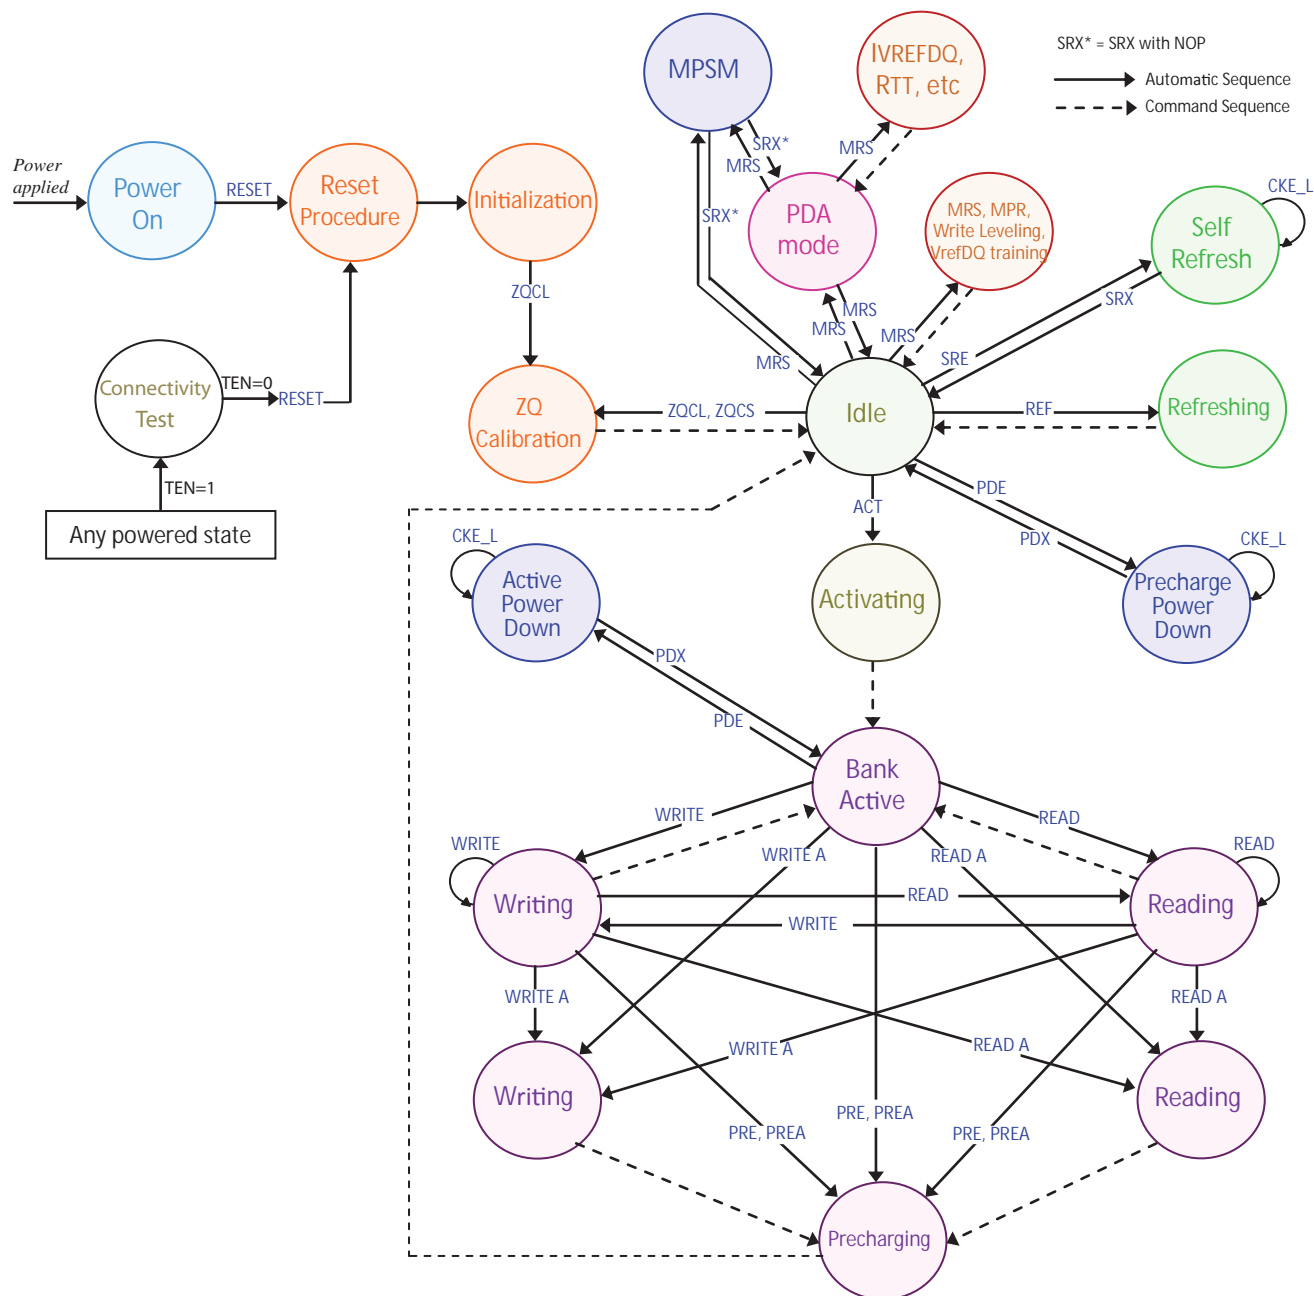 SRX* = SRX with NOP
Automatic Sequence
Command Sequence
MPSM
IVREFDQ,
RTT, etc
SRX*
MRS
MRS
Power
applied
Power
On
RESET
Reset
Procedure
Initialization
SRX*
PDA
mode
MRS, MPR,
Write Leveling,
VrefDQ training
CKE_L
Self
Refresh
ZQCL
MRS
MRS
MRS
SRX
SRE
MRS
Connectivity
Test
TEN=0
RESET
ZQ
Calibration
ZQCL, ZQCS
Idle
REF
Refreshing
TEN=1
Any powered state
ACT
PDE
PDX
CKE_L
Active
Power
Down
Activating
CKE_L
Precharge
Power
Down
PDX
PDE
Bank
Active
WRITE
READ
WRITE
WRITE A
READ A
READ
Writing
READ
WRITE
Reading
WRITE A
READ A
WRITE A
READ A
Writing
Reading
PRE, PREA
PRE, PREA
PRE, PREA
Precharging